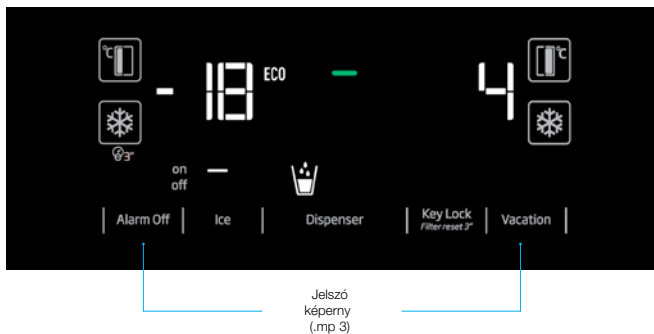 °C
- 18 ECO
4
°C
3"
on
off
Alarm Off
Ice
Dispenser
Key Lock
Filter reset 3"
Vacation
Jelszó
képerny
(.mp 3)